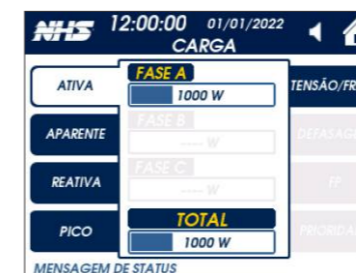 NHS 12:00:00 01/01/2022
CARGA
ATIVA
FASE A
1000 W
TENSÃO/FR
APARENTE
FASE B
---- W
DEFASAG
REATIVA
FASE C
---- W
FP
PICO
TOTAL
1000 W
PRIORIDA
MENSAGEM DE STATUS